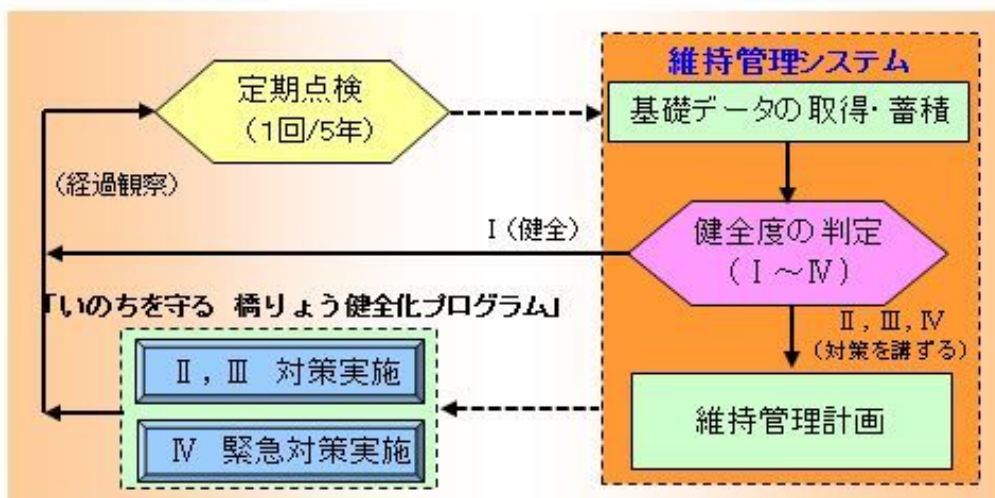 維持管理システム
定期点検
（1回/5年）
基礎データの取得・蓄積
（経過観察）
Ⅰ（健全）
健全度の判定
（Ⅰ～Ⅳ）
「いのちを守る 橋りょう健全化プログラム」
Ⅱ，Ⅲ，Ⅳ
（対策を講ずる）
Ⅱ，Ⅲ 対策実施
Ⅳ 緊急対策実施
維持管理計画